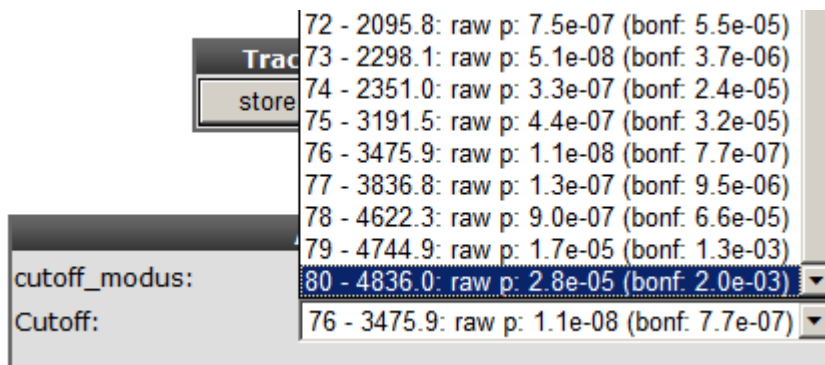 72 - 2095.8: raw p: 7.5e-07 (bonf: 5.5e-05)
73 - 2298.1: raw p: 5.1e-08 (bonf: 3.7e-06)
74 - 2351.0: raw p: 3.3e-07 (bonf: 2.4e-05)
75 - 3191.5: raw p: 4.4e-07 (bonf: 3.2e-05)
76 - 3475.9: raw p: 1.1e-08 (bonf: 7.7e-07)
77 - 3836.8: raw p: 1.3e-07 (bonf: 9.5e-06)
78 - 4622.3: raw p: 9.0e-07 (bonf: 6.6e-05)
79 - 4744.9: raw p: 1.7e-05 (bonf: 1.3e-03)
80 - 4836.0: raw p: 2.8e-05 (bonf: 2.0e-03)
Trac
store
cutoff_modus:
Cutoff: 76 - 3475.9: raw p: 1.1e-08 (bonf: 7.7e-07)